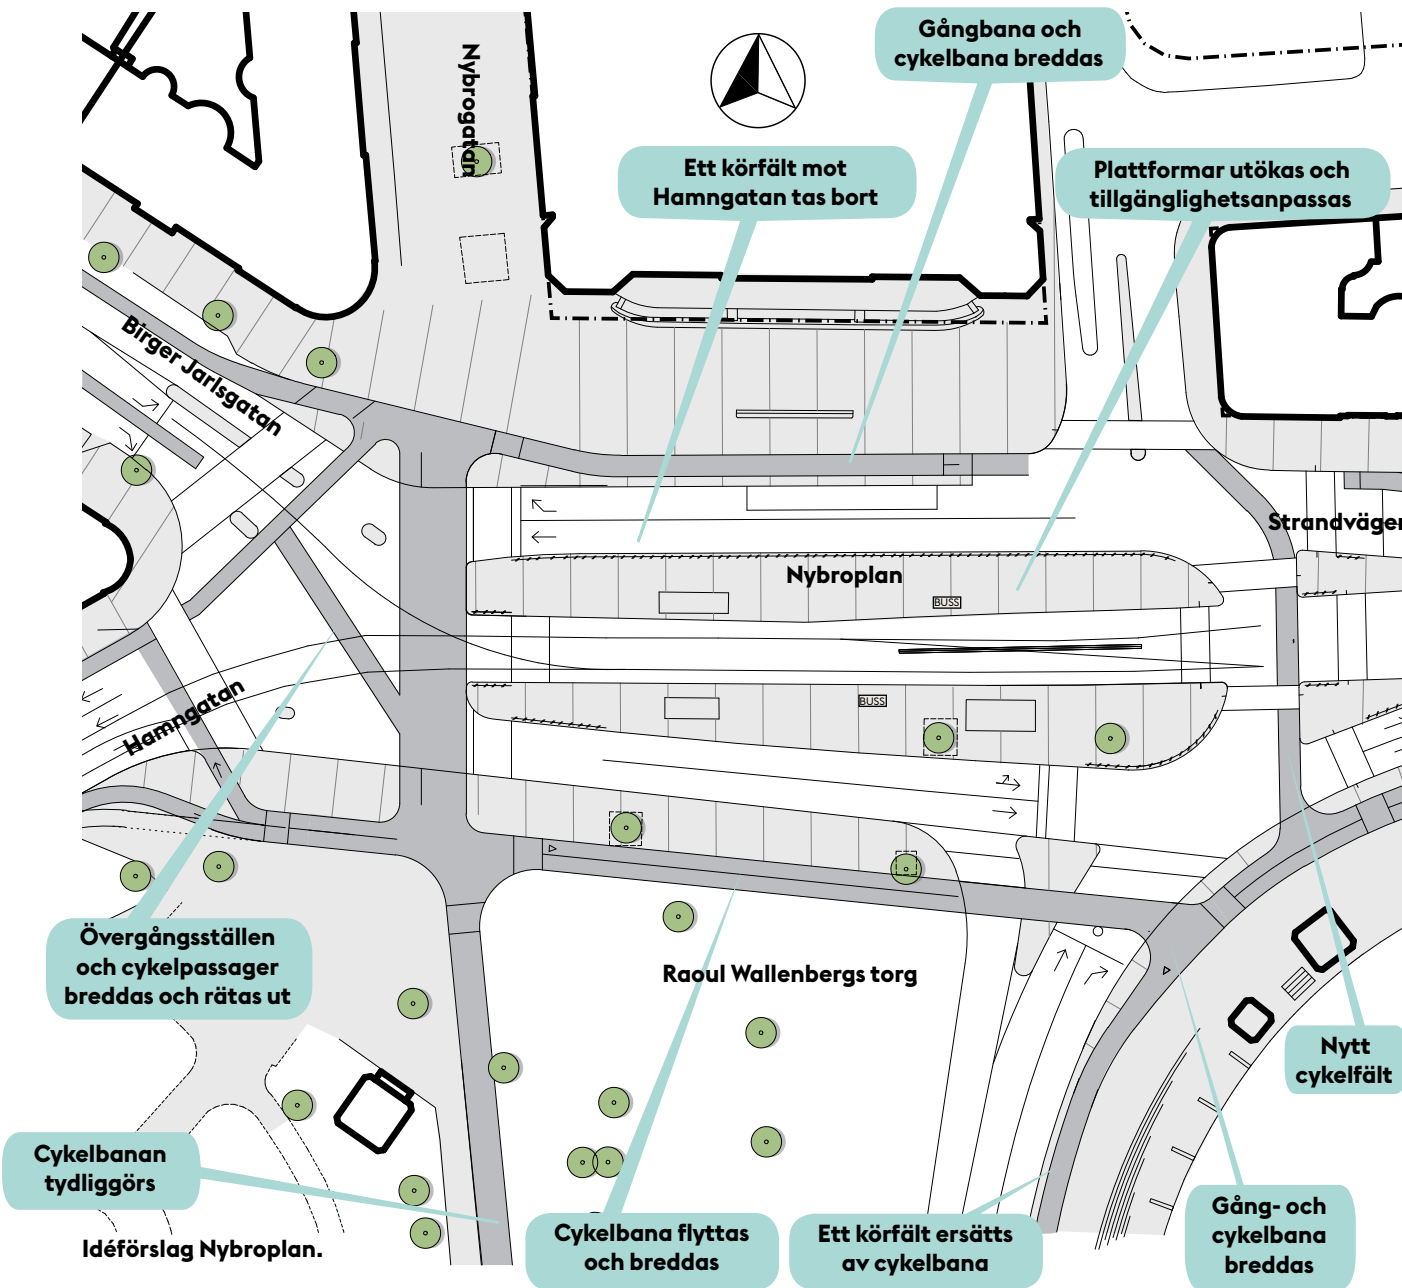 Gångbana och
cykelbana breddas
Nybrogatan
Ett körfält mot
Hamngatan tas bort
Plattformar utökas och
tillgänglighetsanpassas
Birger Jarlsgatan
Strandväger
Nybroplan
BUSS
BUSS
Hamngatan
Övergångsställen
och cykelpassager
breddas och rätas ut
Raoul Wallenbergs torg
Nytt
cykelfält
Cykelbanan
tydliggörs
Gång- och
cykelbana
breddas
Cykelbana flyttas
och breddas
Ett körfält ersätts
av cykelbana
Idéförslag Nybroplan.